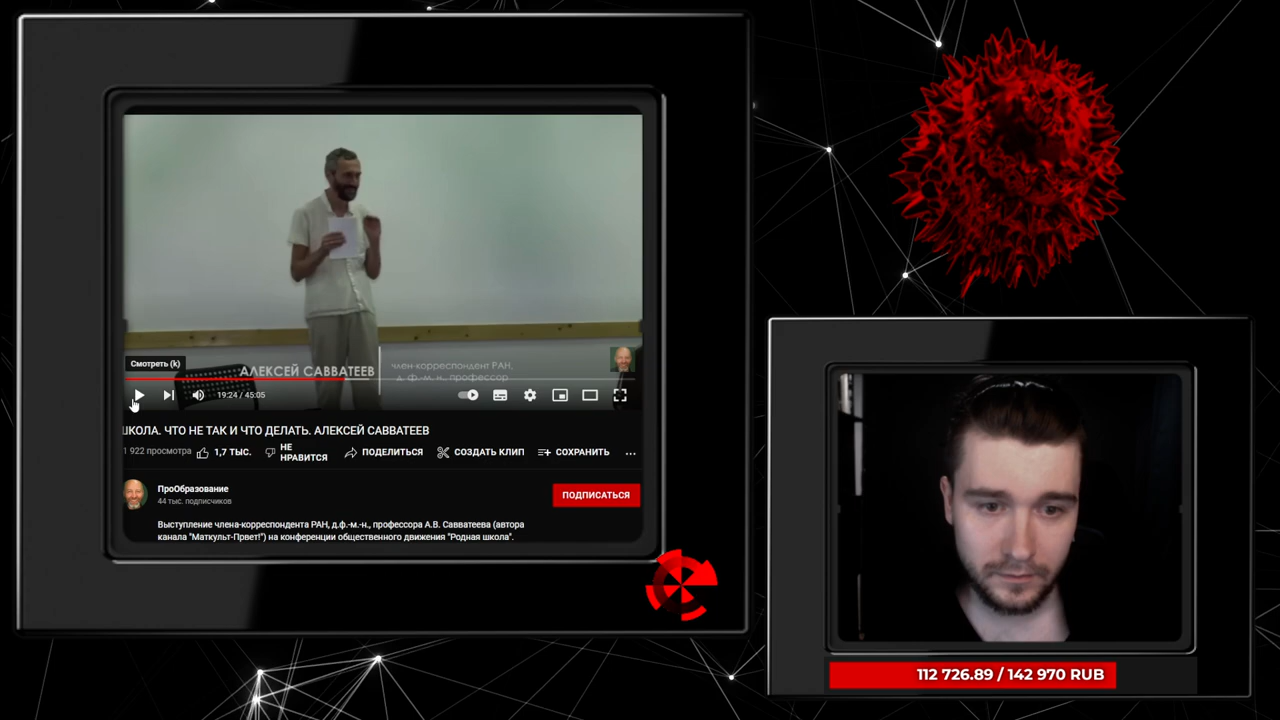 Смотреть (k)
АЛЕКСЕЙ САВВАТЕЕВ
член-корреспондент РАН,
д. ф.-м. н., профессор
19:24 / 45:05
ШКОЛА. ЧТО НЕ ТАК И ЧТО ДЕЛАТЬ. АЛЕКСЕЙ САВВАТЕЕВ
1 922 просмотра
1,7 ТЫС.
НЕ
НРАВИТСЯ
ПОДЕЛИТЬСЯ
СОЗДАТЬ КЛИП
СОХРАНИТЬ
...
ПроОбразование
44 тыс. подписчиков
ПОДПИСАТЬСЯ
Выступление члена-корреспондента РАН, д.ф.-м.-н., профессора А.В. Савватеева (автора
канала "Маткульт-Првет!") на конференции общественного движения "Родная школа".
112 726.89 / 142 970 RUB